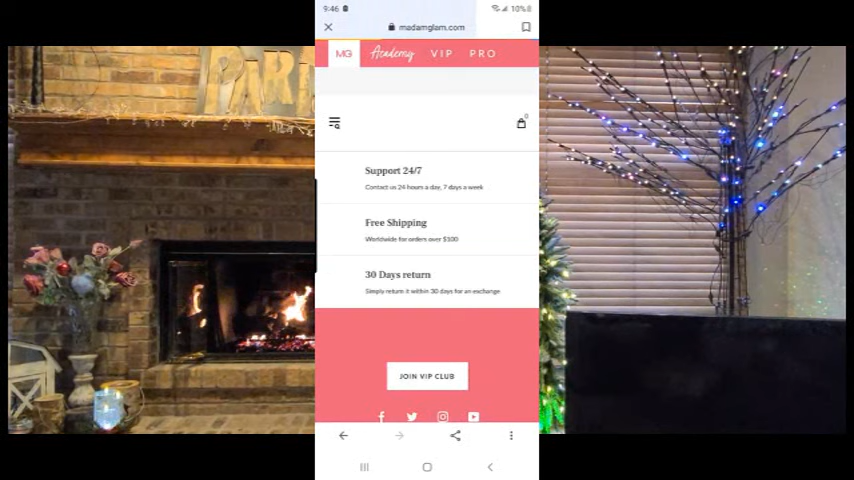 9:46
10%
madamglam.com
MG Academy VIP PRO
0
Support 24/7
Contact us 24 hours a day, 7 days a week
Free Shipping
Worldwide for orders over $100
30 Days return
Simply return it within 30 days for an exchange
JOIN VIP CLUB